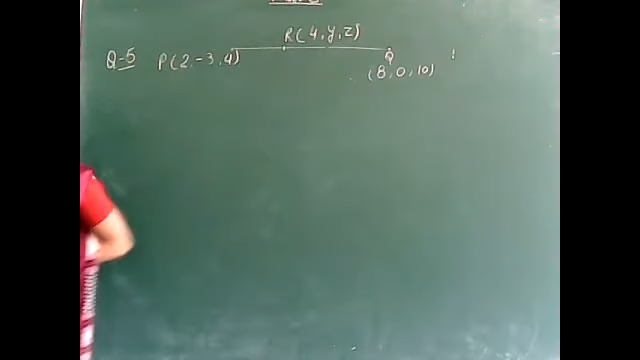 R(4, y, z)
Q-5 P(2, -3, 4) Q
(8, 0, 10)